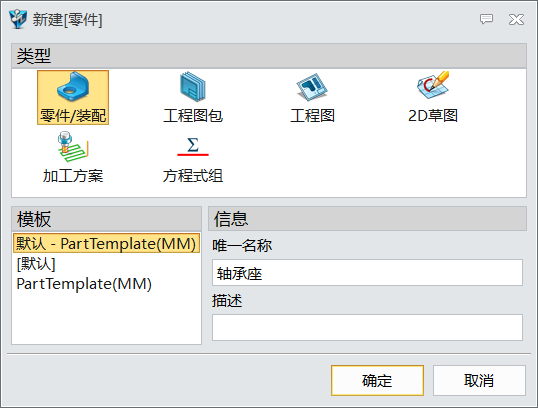 新建[零件]
类型
零件/装配
工程图包
工程图
2D草图
加工方案
Σ
方程式组
模板
默认 - PartTemplate(MM)
[默认]
PartTemplate(MM)
信息
唯一名称
轴承座
描述
确定
取消